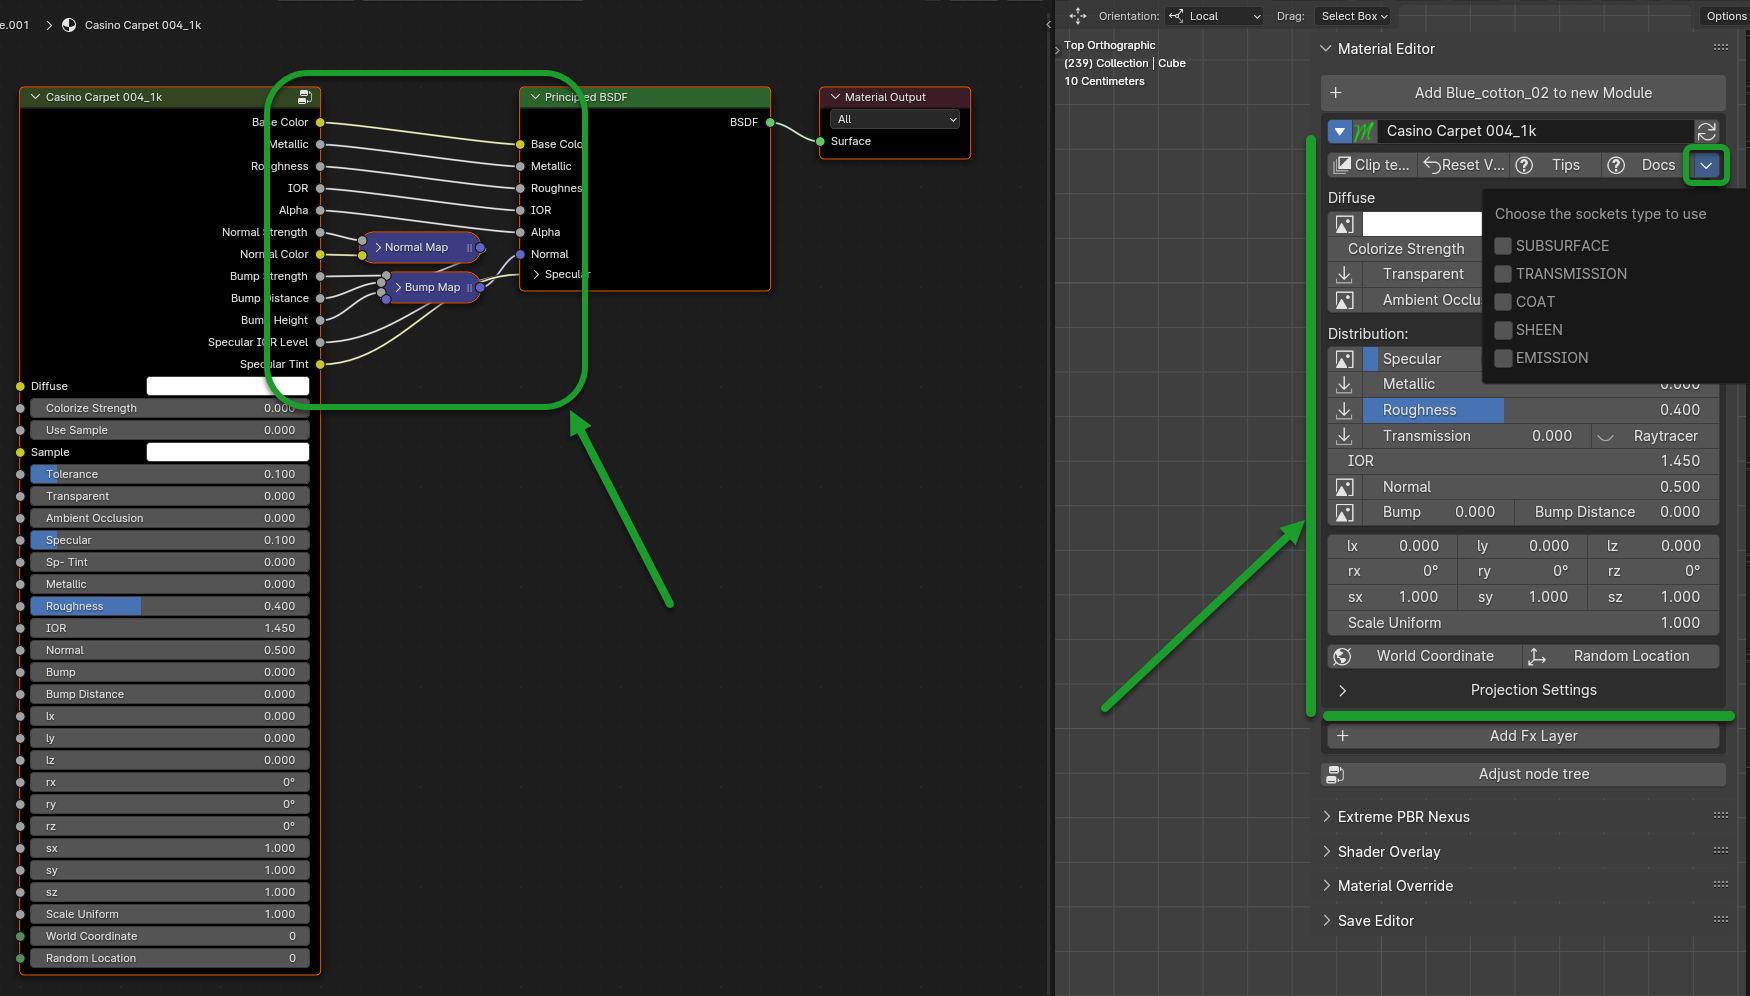 e.001 > Casino Carpet 004_1k
Casino Carpet 004_1k
Base Color
Metallic
Roughness
IOR
Alpha
Normal Strength
Normal Color
Bump Strength
Bump Distance
Bump Height
Specular IOR Level
Specular Tint
Diffuse
Colorize Strength 0.000
Use Sample 0.000
Sample
Tolerance 0.100
Transparent 0.000
Ambient Occlusion 0.000
Specular 0.100
Sp- Tint 0.000
Metallic 0.000
Roughness 0.400
IOR 1.450
Normal 0.500
Bump 0.000
Bump Distance 0.000
lx 0.000
ly 0.000
lz 0.000
rx 0°
ry 0°
rz 0°
sx 1.000
sy 1.000
sz 1.000
Scale Uniform 1.000
World Coordinate 0
Random Location 0
Normal Map
Bump Map
Principled BSDF
BSDF
Base Colo
Metallic
Roughness
IOR
Alpha
Normal
Specular
Material Output
All
Surface
Orientation: Local Drag: Select Box Options
Top Orthographic
(239) Collection | Cube
10 Centimeters
Material Editor
+ Add Blue_cotton_02 to new Module
Casino Carpet 004_1k
Clip te... Reset V... Tips Docs
Diffuse
Colorize Strength
Transparent
Ambient Occlu
Choose the sockets type to use
SUBSURFACE
TRANSMISSION
COAT
SHEEN
EMISSION
Distribution:
Specular
Metallic 0.000
Roughness 0.400
Transmission 0.000 Raytracer
IOR 1.450
Normal 0.500
Bump 0.000 Bump Distance 0.000
lx 0.000 ly 0.000 lz 0.000
rx 0° ry 0° rz 0°
sx 1.000 sy 1.000 sz 1.000
Scale Uniform 1.000
World Coordinate Random Location
Projection Settings
+ Add Fx Layer
Adjust node tree
Extreme PBR Nexus
Shader Overlay
Material Override
Save Editor